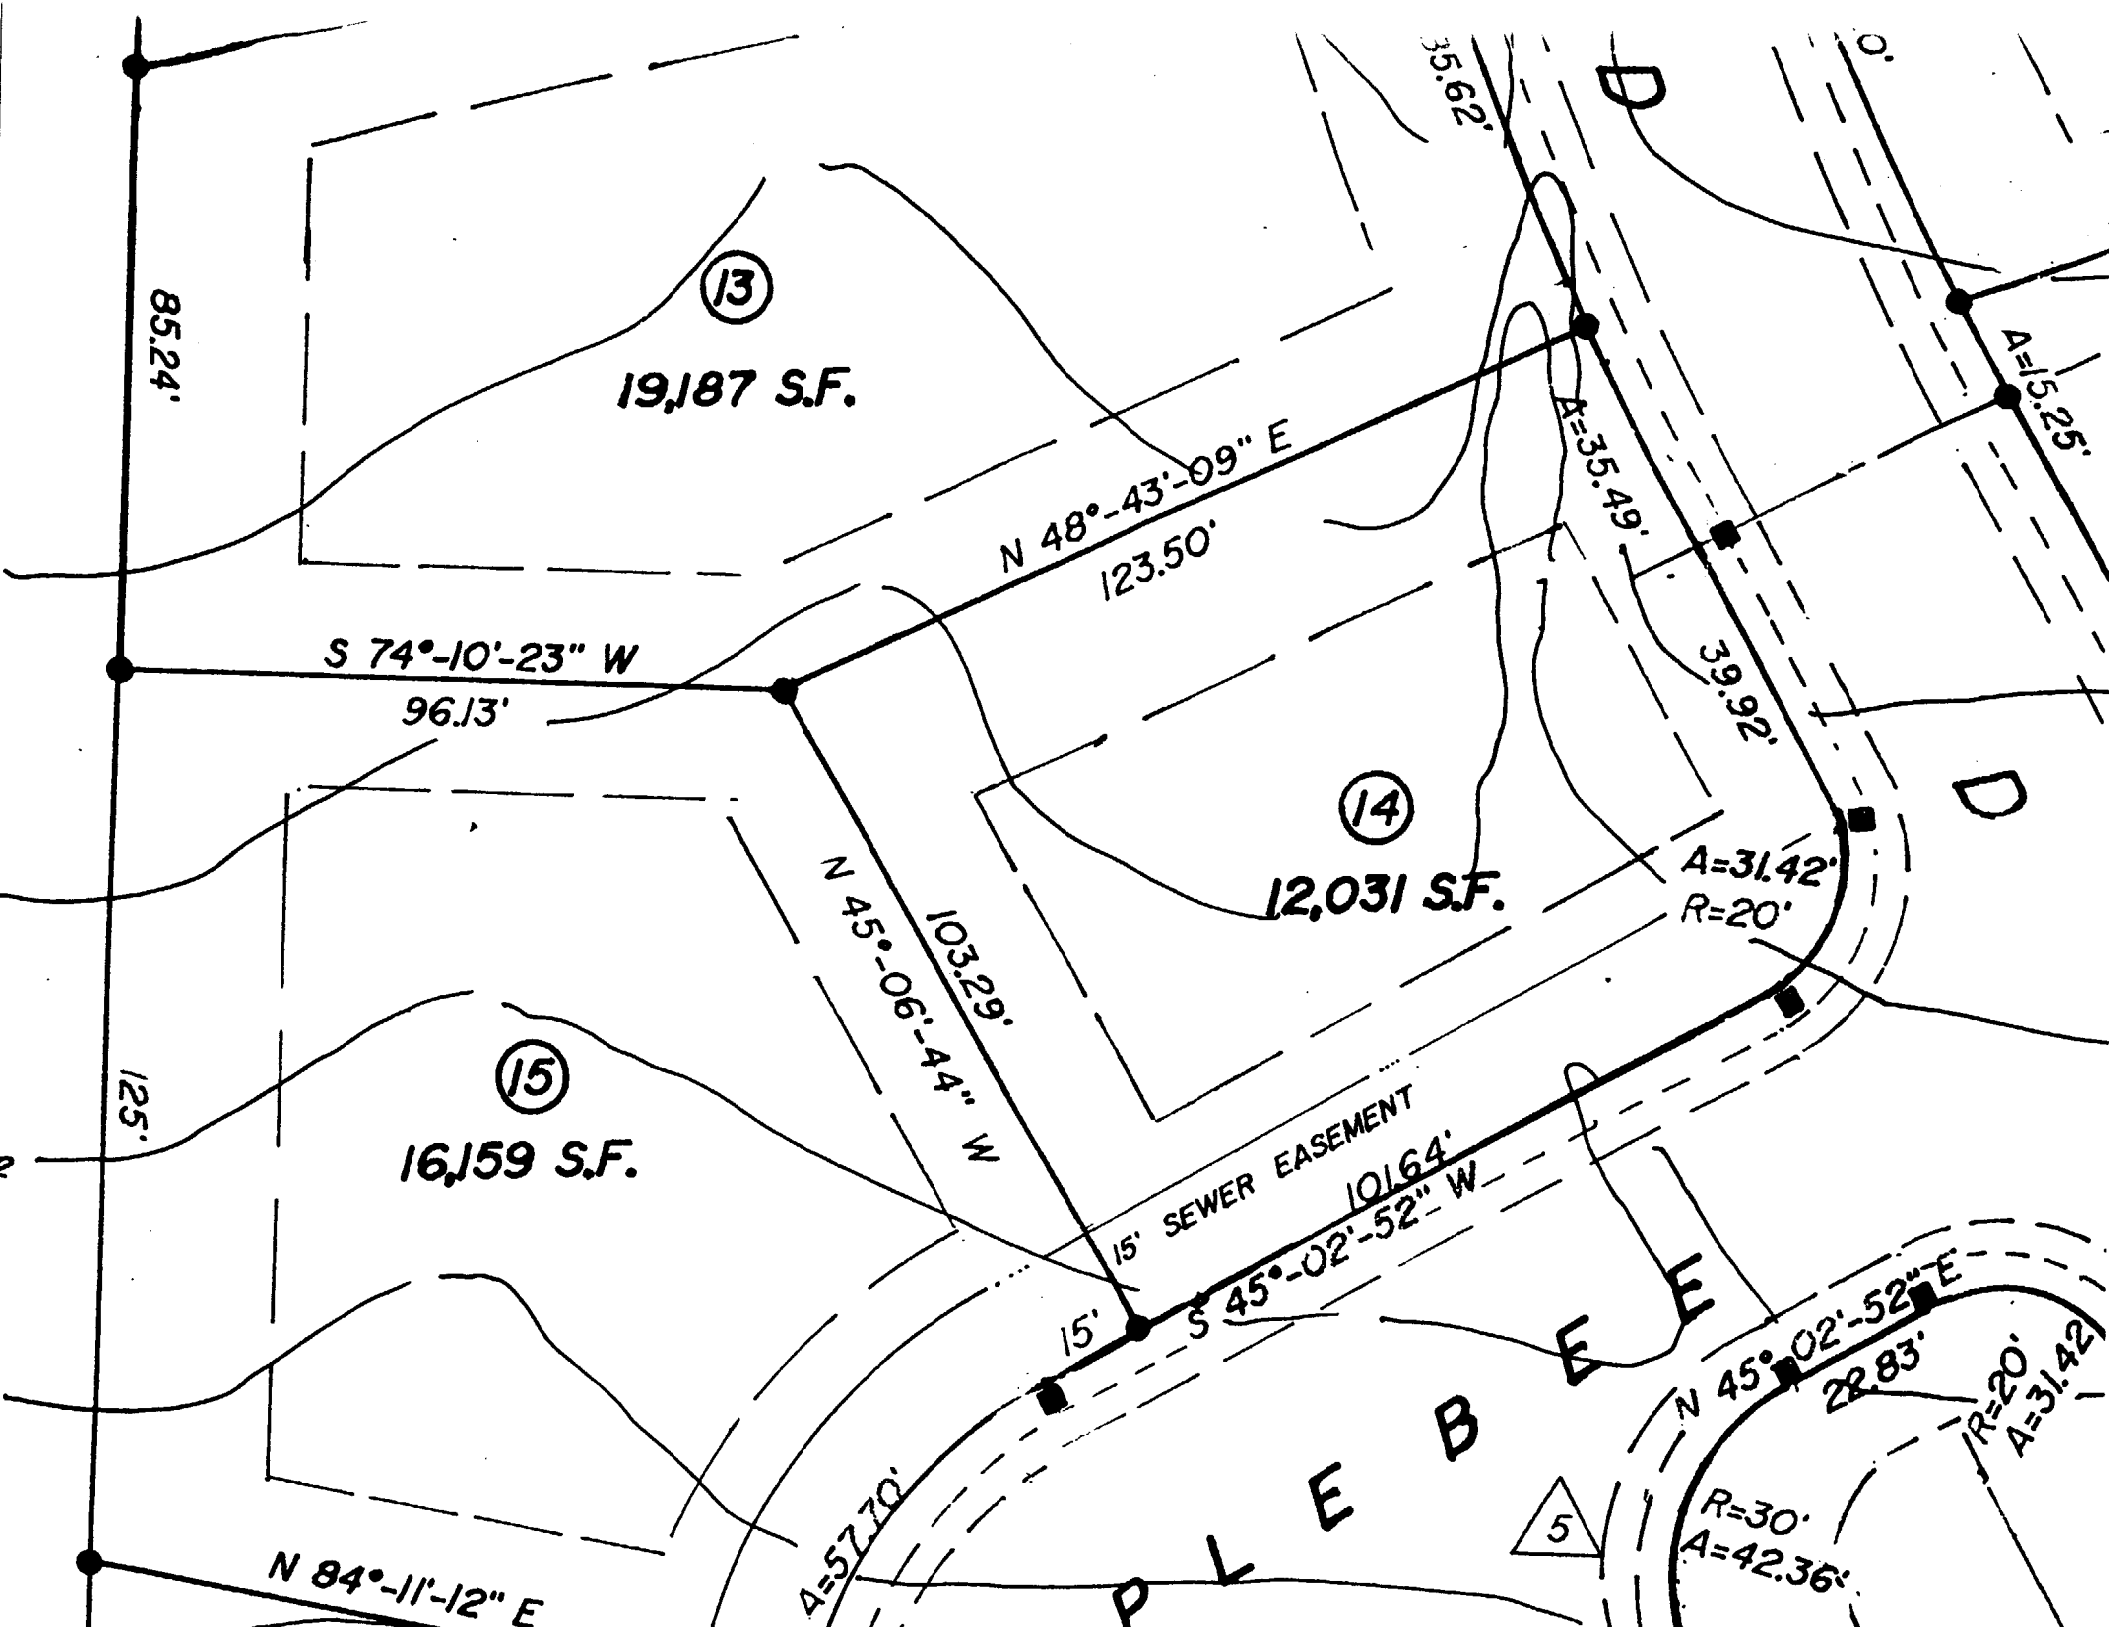 35.62'
D
0'
13
19,187 S.F.
85.24'
A=15.25'
A=35.49'
N 48°-43'-09" E
123.50'
S 74°-10'-23" W
96.13'
39.92'
14
12,031 S.F.
D
A=31.42'
R=20'
N 45°-06'-44" W
103.29'
15
16,159 S.F.
125'
15' SEWER EASEMENT
101.64'
S 45°-02'-52" W
15'
N 45°-02'-52" E
22.83'
R=20'
A=31.42
P L E B E E
5
R=30'
A=42.36'
A=57.70'
N 84°-11'-12" E